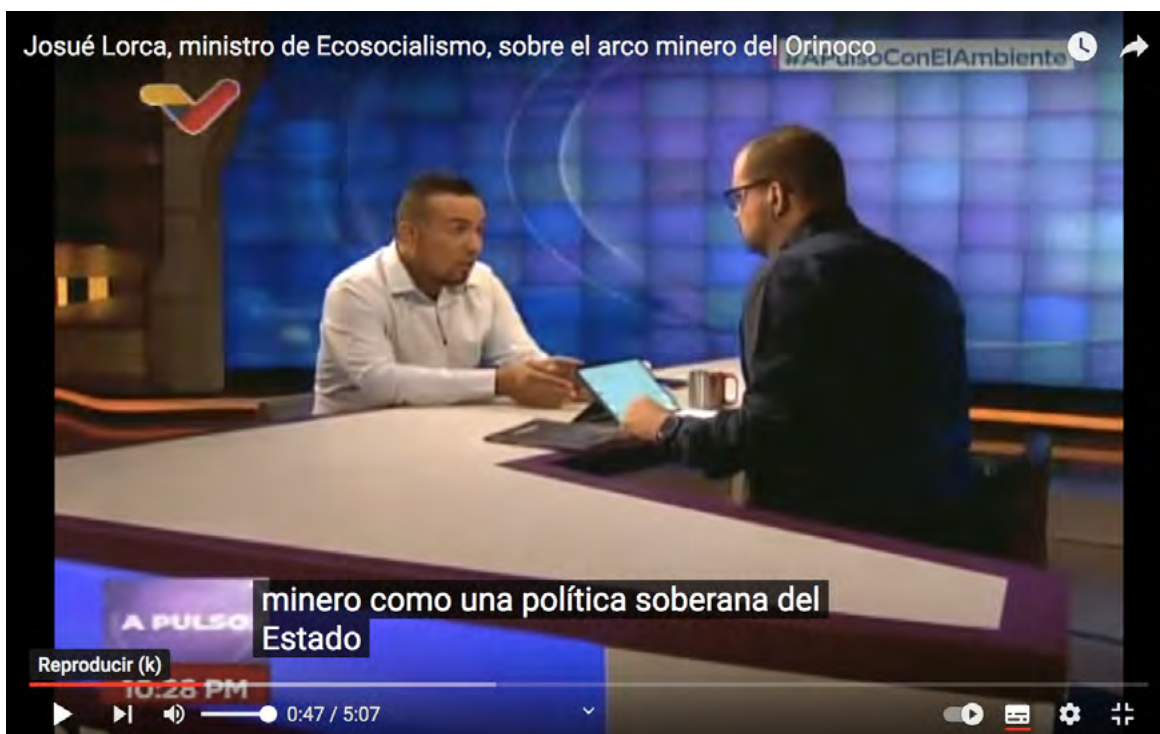 Josué Lorca, ministro de Ecosocialismo, sobre el arco minero del Orinoco
#APulsoConElAmbiente
minero como una política soberana del
Estado
A PULSO
Reproducir (k)
10:28 PM
0:47 / 5:07